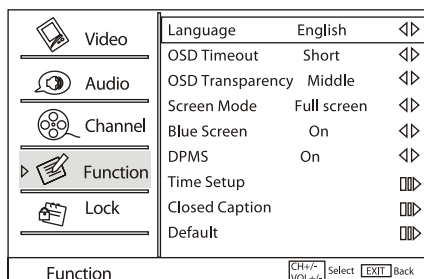 Video
Audio
Channel
Function
Lock
Language English
OSD Timeout Short
OSD Transparency Middle
Screen Mode Full screen
Blue Screen On
DPMS On
Time Setup
Closed Caption
Default
Function
CH+/- VOL+/- Select EXIT Back